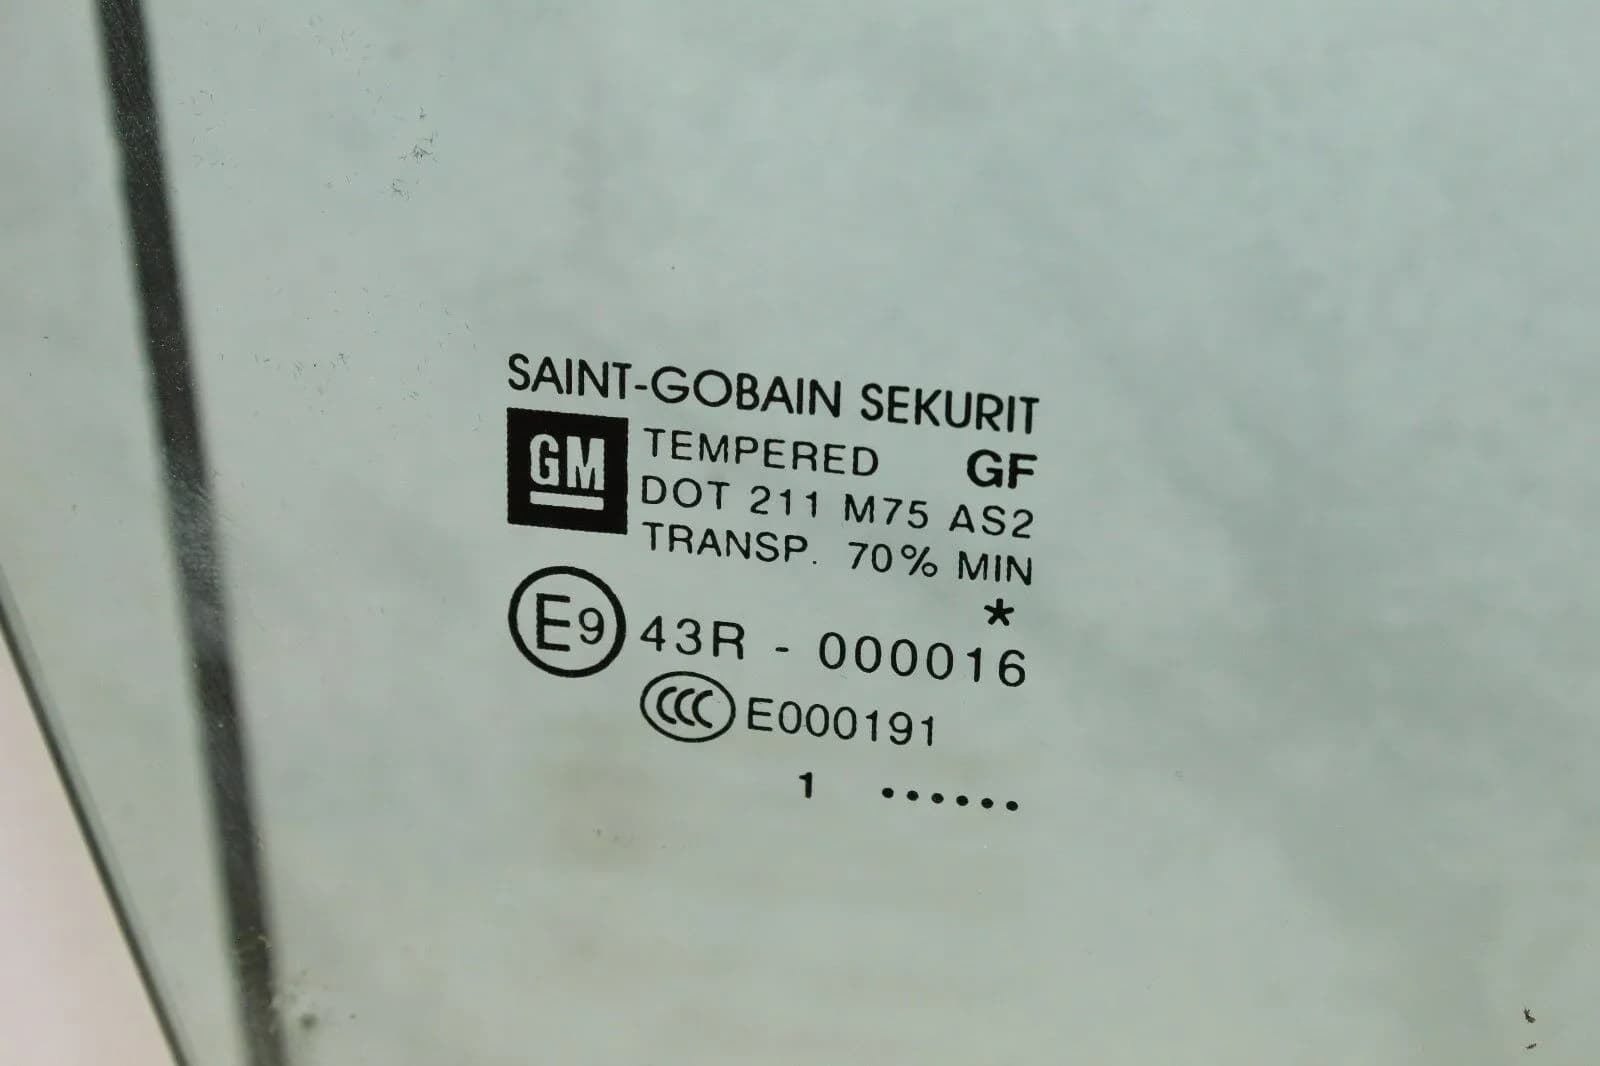 SAINT-GOBAIN SEKURIT
GM TEMPERED GF
DOT 211 M75 AS2
TRANSP. 70% MIN
*
E9 43R - 000016
CCC E000191
1 ......